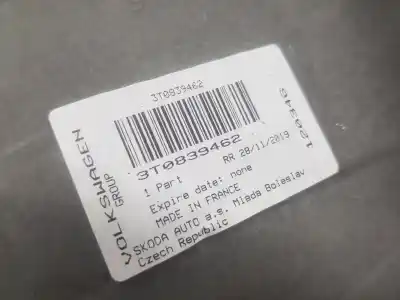 3T0839462
VOLKSWAGEN
GROUP
3T0839462
1 Part
RR 28/11/2019
Expire date: none
MADE IN FRANCE
SKODA AUTO a.s. Mlada Boleslav
Czech Republic
120346